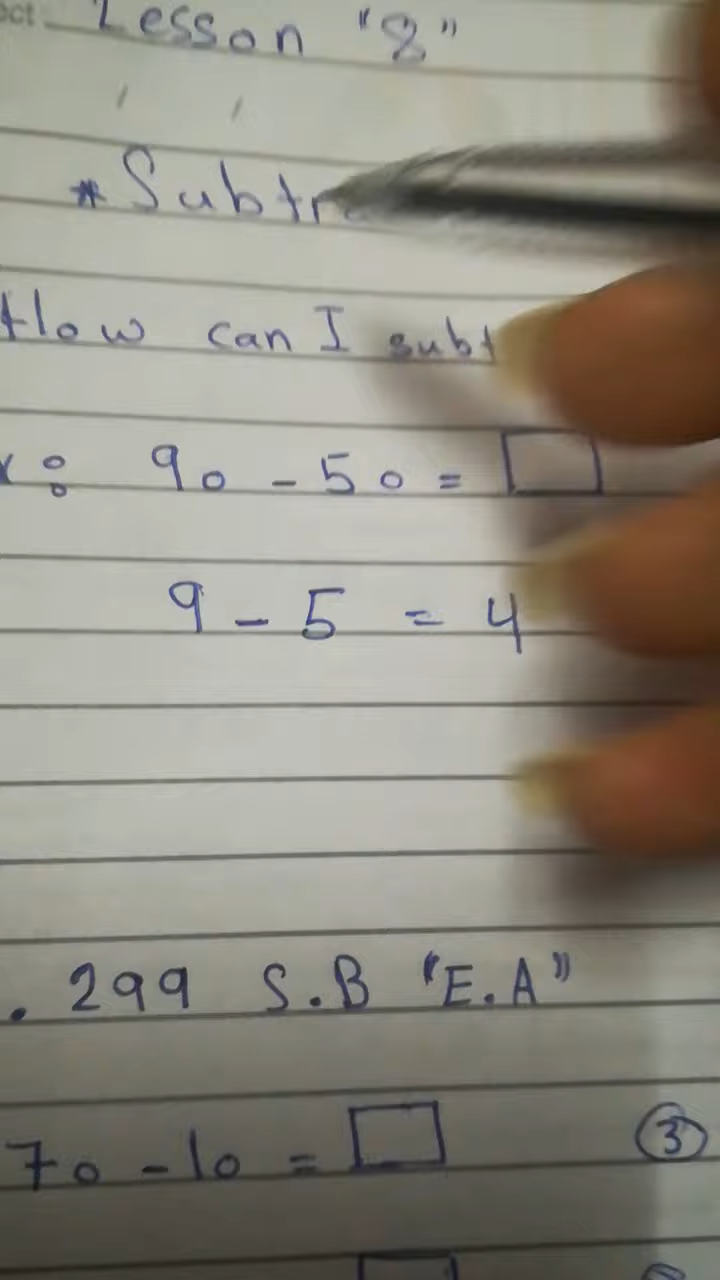 Lesson "8"
* Subtr
How can I subt
: 90 - 50 = 
9 - 5 = 4
. 299 S.B "E.A"
70 - 10 = 
3